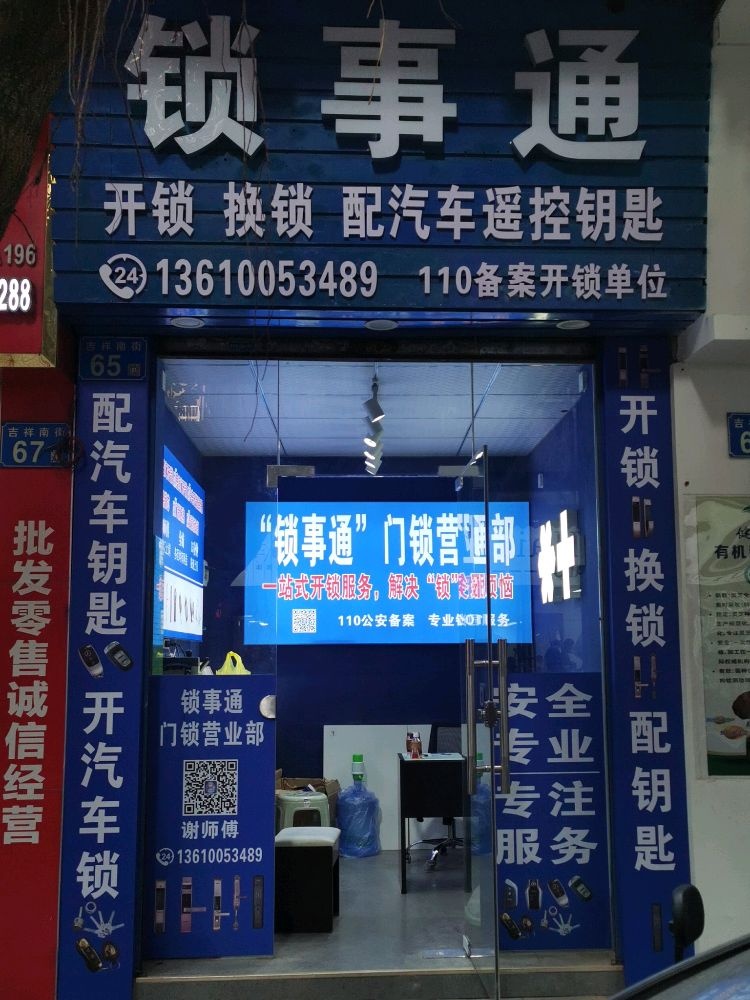 锁事通
开锁 换锁 配汽车遥控钥匙
24 13610053489 110备案开锁单位
196
288
吉祥南街
65
吉祥南街
67
批发零售诚信经营
配汽车钥匙 开汽车锁
“锁事通”门锁营业部
一站式开锁服务，解决“锁”
110公安备案 专业
锁事通
门锁营业部
谢师傅
24 13610053489
安全
专业
专注
服务
开锁 换锁 配钥匙
有机